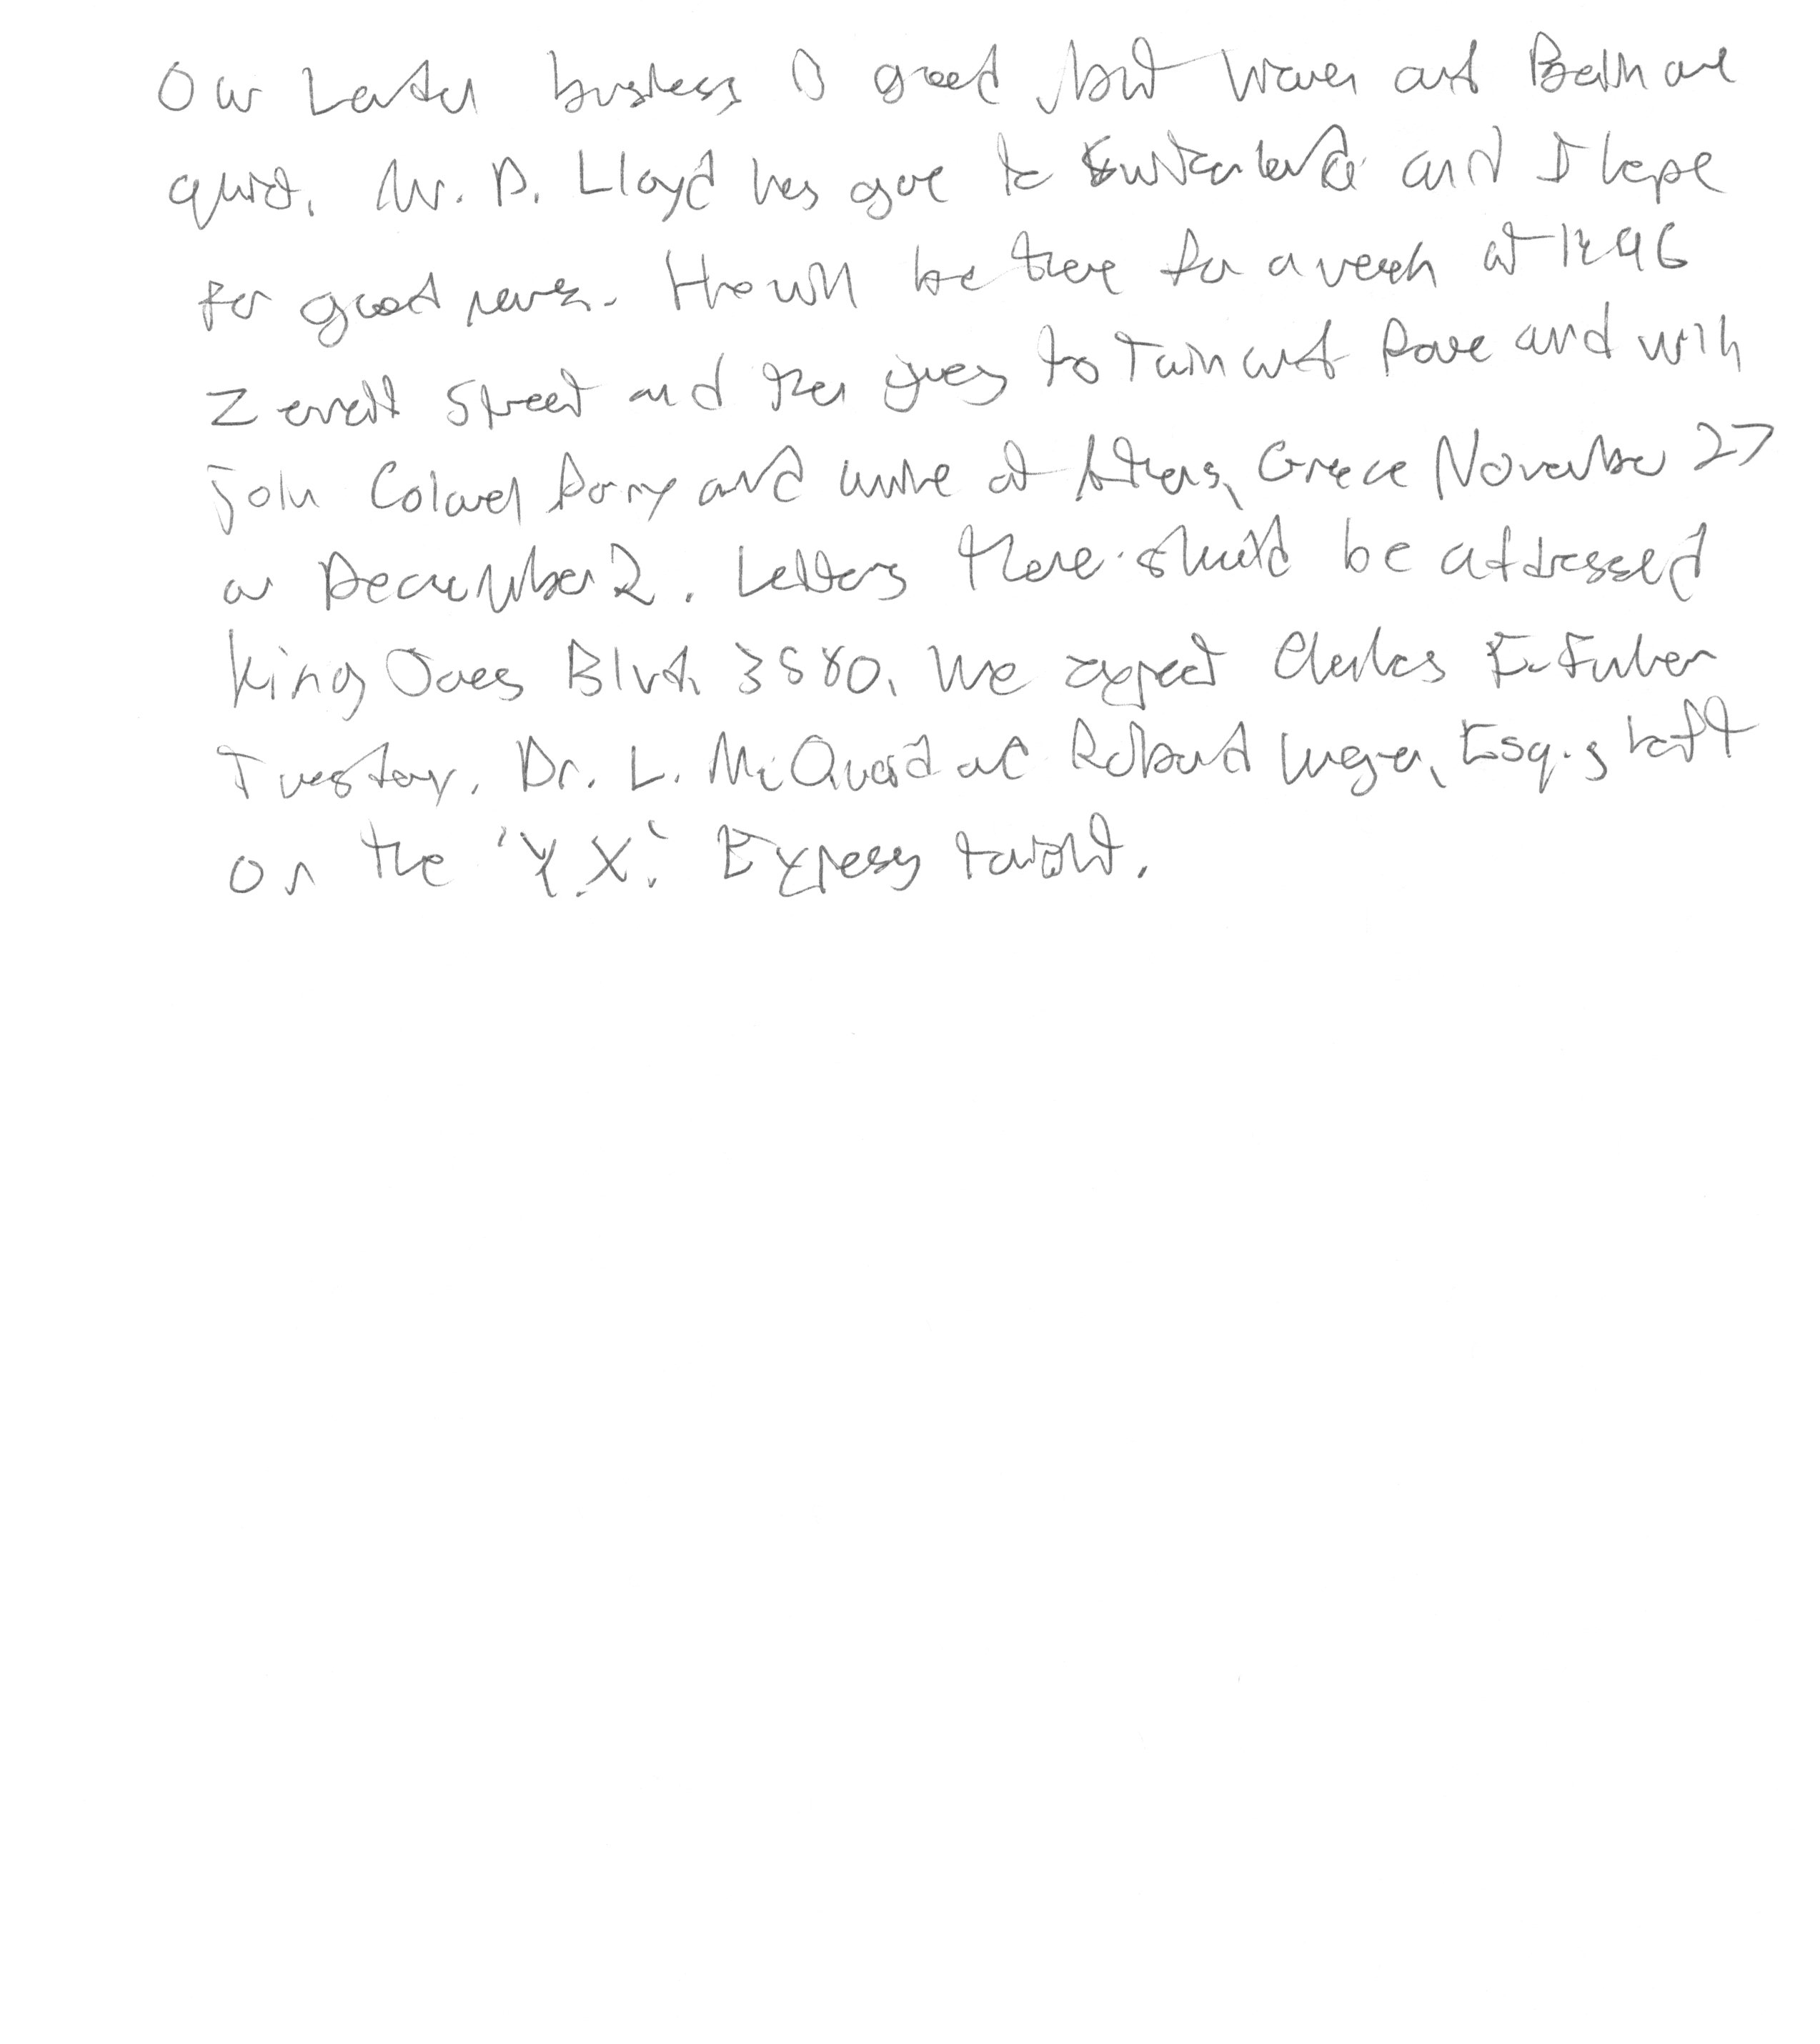 Our London business is good, but Vienna and Berlin are
quiet. Mr. D. Lloyd has gone to Switzerland and I hope
for good news. He will be there for a week at 1496
Zermott Street and then goes to Turin and Rome and will
join Colonel Parry and arrive at Athens, Greece November 27
or December 2. Letters there should be addressed
King James Blvd. 3580. We expect Charles E. Fuller
Tuesday. Dr. L. McQuaid and Robert Unger, Esq., left
on the 'Y.X.' Express tonight.